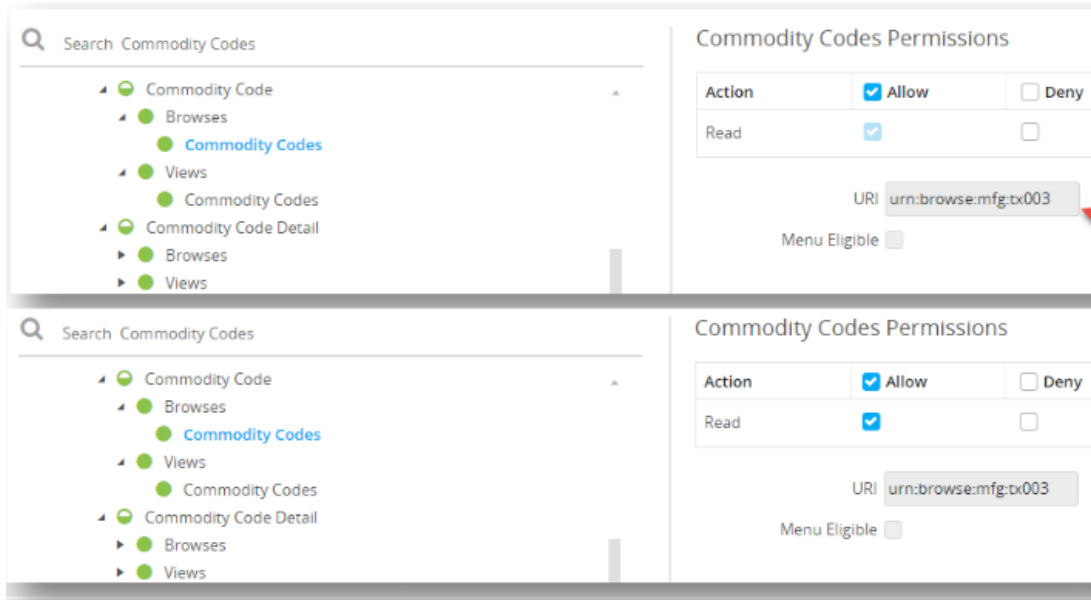 Search Commodity Codes
Commodity Code
Browses
Commodity Codes
Views
Commodity Codes
Commodity Code Detail
Browses
Views
Commodity Codes Permissions
Action Allow Deny
Read
URI urn:browse:mfg:tx003
Menu Eligible
Search Commodity Codes
Commodity Code
Browses
Commodity Codes
Views
Commodity Codes
Commodity Code Detail
Browses
Views
Commodity Codes Permissions
Action Allow Deny
Read
URI urn:browse:mfg:tx003
Menu Eligible